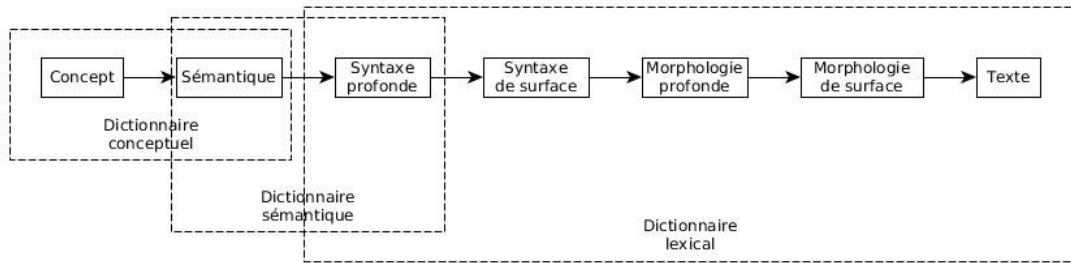 Concept
Sémantique
Syntaxe
profonde
Syntaxe
de surface
Morphologie
profonde
Morphologie
de surface
Texte
Dictionnaire
conceptuel
Dictionnaire
sémantique
Dictionnaire
lexical